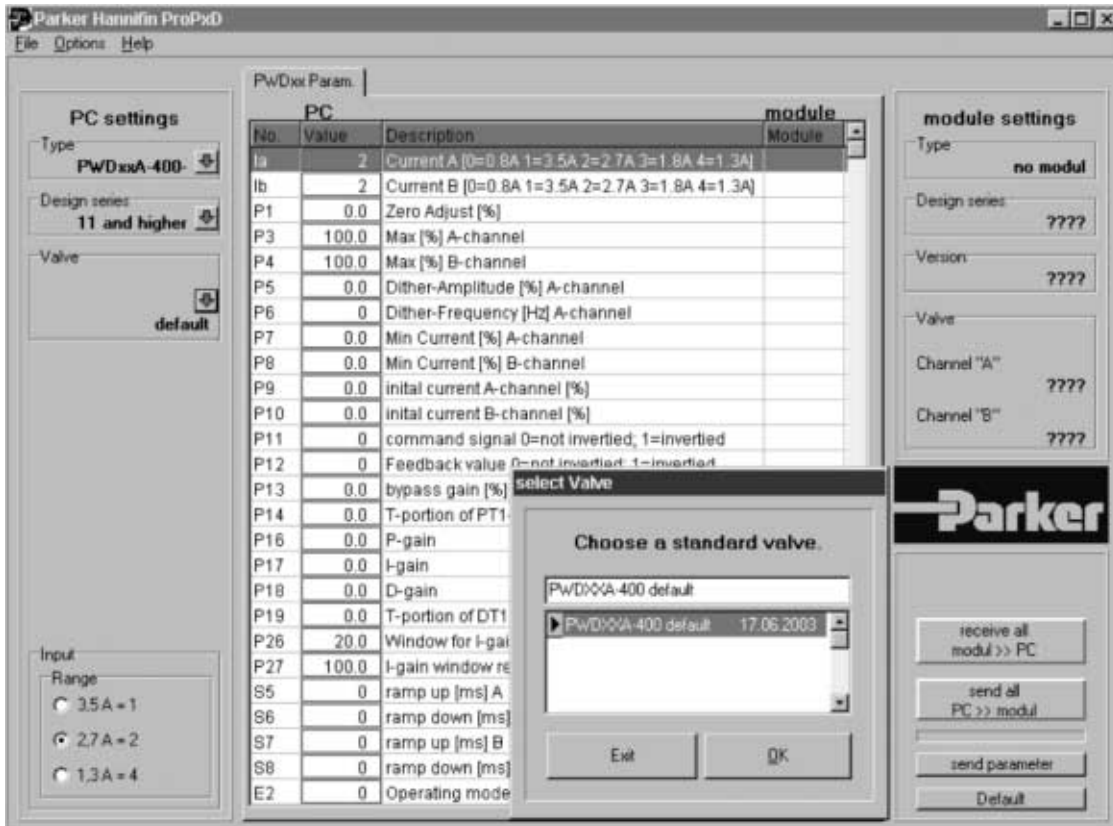 Parker Hannifin ProPxD
File Options Help
PWDxx Param.
PC settings
Type
PWDxxA-400-
Design series
11 and higher
Valve
default
Input
Range
3,5 A = 1
2,7 A = 2
1,3 A = 4
PC module
No. Value Description Module
Ia 2 Current A [0=0.8A 1=3.5A 2=2.7A 3=1.8A 4=1.3A]
Ib 2 Current B [0=0.8A 1=3.5A 2=2.7A 3=1.8A 4=1.3A]
P1 0.0 Zero Adjust [%]
P3 100.0 Max [%] A-channel
P4 100.0 Max [%] B-channel
P5 0.0 Dither-Amplitude [%] A-channel
P6 0 Dither-Frequency [Hz] A-channel
P7 0.0 Min Current [%] A-channel
P8 0.0 Min Current [%] B-channel
P9 0.0 inital current A-channel [%]
P10 0.0 inital current B-channel [%]
P11 0 command signal 0=not invertied; 1=invertied
P12 0 Feedback value 0=not invertied; 1=invertied
P13 0.0 bypass gain [%]
P14 0.0 T-portion of PT1-
P16 0.0 P-gain
P17 0.0 I-gain
P18 0.0 D-gain
P19 0.0 T-portion of DT1
P26 20.0 Window for I-gai
P27 100.0 I-gain window re
S5 0 ramp up [ms] A
S6 0 ramp down [ms]
S7 0 ramp up [ms] B
S8 0 ramp down [ms]
E2 0 Operating mode
select Valve
Choose a standard valve.
PWDXXA-400 default
PWDXXA-400 default 17.06.2003
Exit OK
module settings
Type
no modul
Design series
????
Version
????
Valve
Channel "A"
????
Channel "B"
????
Parker
receive all
modul >> PC
send all
PC >> modul
send parameter
Default